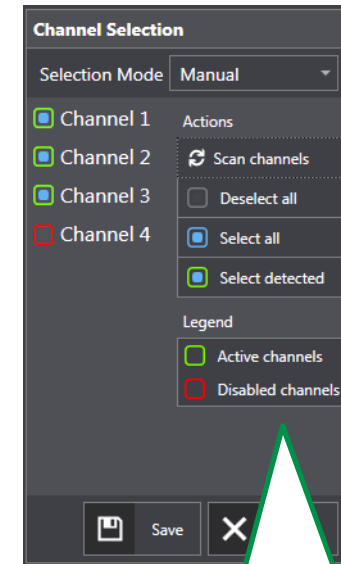 Channel Selection
Selection Mode Manual
Channel 1
Channel 2
Channel 3
Channel 4
Actions
Scan channels
Deselect all
Select all
Select detected
Legend
Active channels
Disabled channels
Save